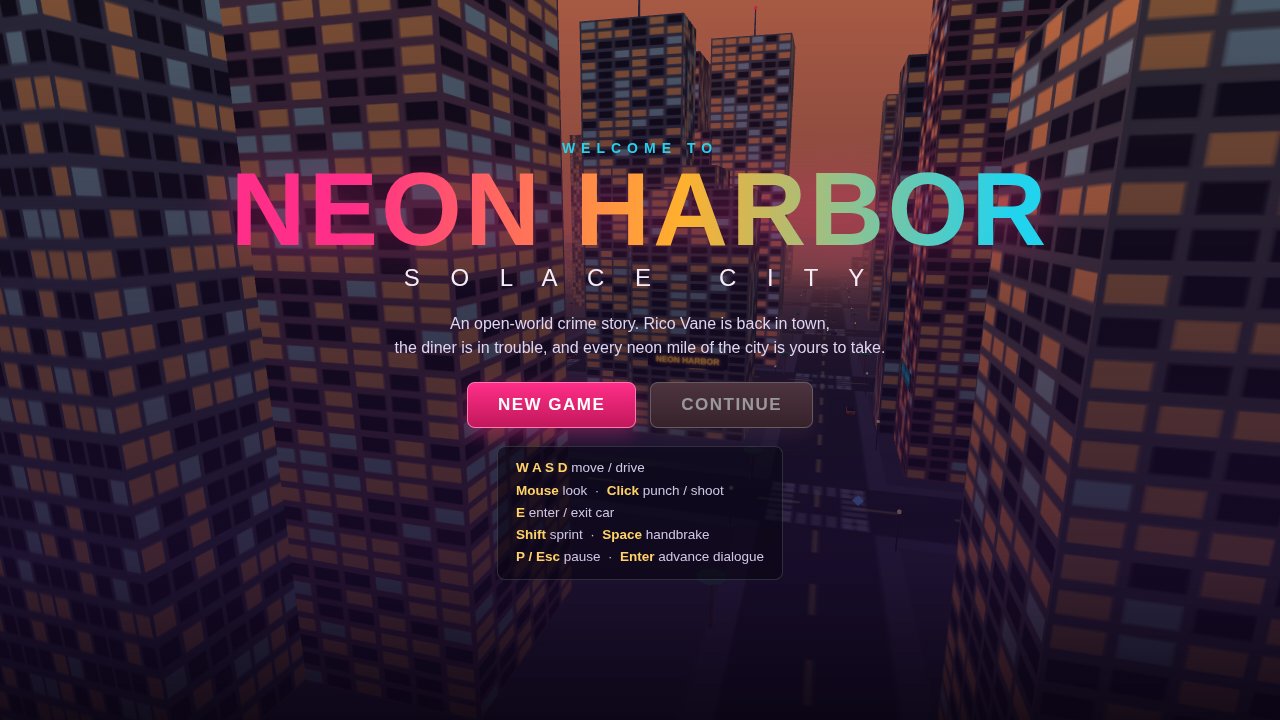 WELCOME TO
NEON HARBOR
SOLACE CITY
An open-world crime story. Rico Vane is back in town,
the diner is in trouble, and every neon mile of the city is yours to take.
NEON HARBOR
NEW GAME CONTINUE
W A S D move / drive
Mouse look · Click punch / shoot
E enter / exit car
Shift sprint · Space handbrake
P / Esc pause · Enter advance dialogue